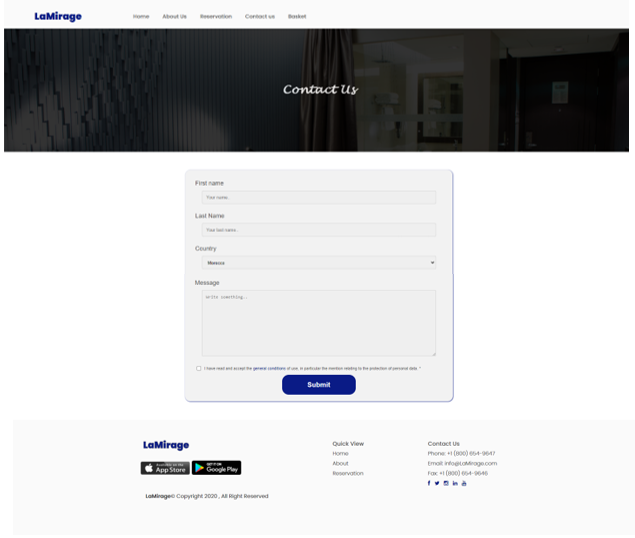 LaMirage
Home About Us Reservation Contact us Basket
Contact Us
First name
Your name..
Last Name
Your last name..
Country
Morocco
Message
Write something..
I have read and accept the general conditions of use, in particular the mention relating to the protection of personal data. *
Submit
LaMirage
Available on the
App Store
GET IT ON
Google Play
LaMirage© Copyright 2020 , All Right Reserved
Quick View
Home
About
Reservation
Contact Us
Phone: +1 (800) 654-9647
Email: info@LaMirage.com
Fax: +1 (800) 654-9646